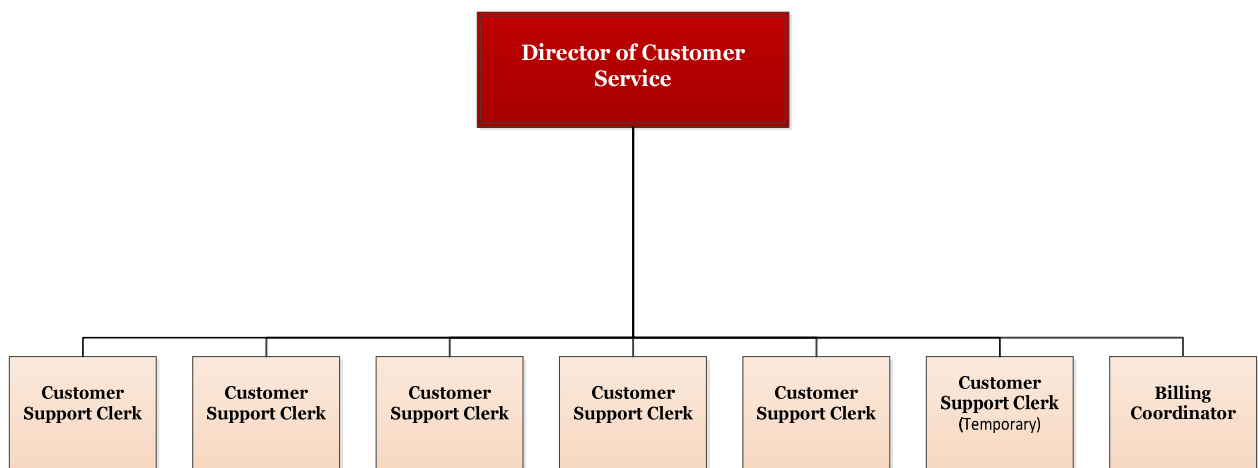 Director of Customer
Service
Customer
Support Clerk
Customer
Support Clerk
Customer
Support Clerk
Customer
Support Clerk
Customer
Support Clerk
Customer
Support Clerk
(Temporary)
Billing
Coordinator